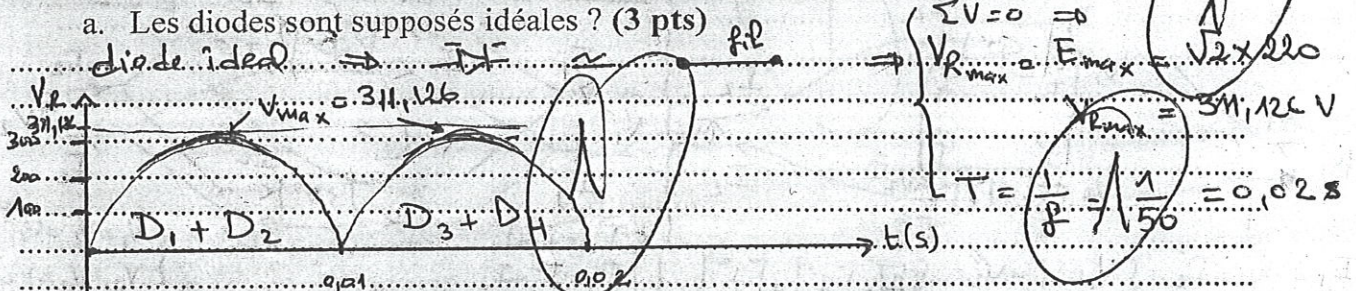 a. Les diodes sont supposés idéales ? (3 pts)
diode ideal ⇒ ≃ fil ⇒ { ΣV = 0 ⇒
V_Rmax = E_max = √2 × 220
V_Rmax = 311,126 V
T = 1/f = 1/50 = 0,02 s
V_R
311,12
300
200
100
V_max = 311,126
D1 + D2
D3 + D4
0,01
0,02
t(s)